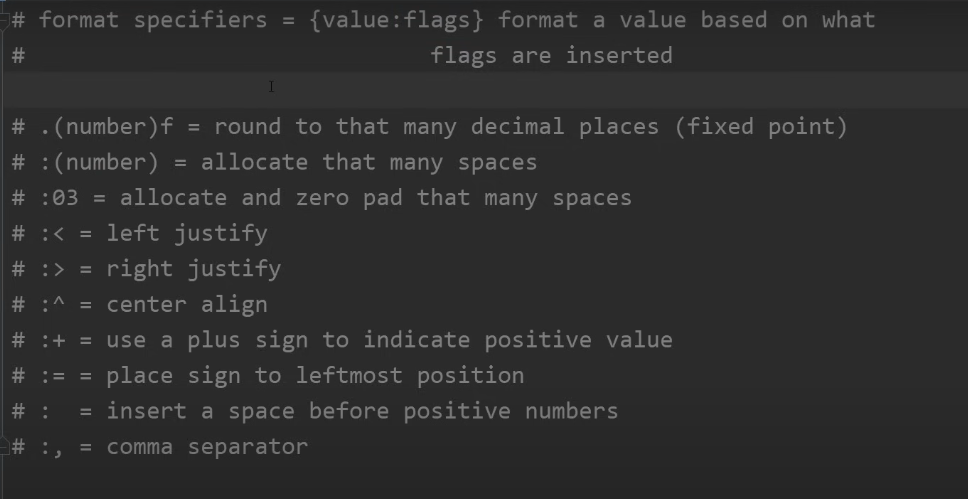 # format specifiers = {value:flags} format a value based on what
#                               flags are inserted
# .(number)f = round to that many decimal places (fixed point)
# :(number) = allocate that many spaces
# :03 = allocate and zero pad that many spaces
# :< = left justify
# :> = right justify
# :^ = center align
# :+ = use a plus sign to indicate positive value
# := = place sign to leftmost position
# :  = insert a space before positive numbers
# :, = comma separator